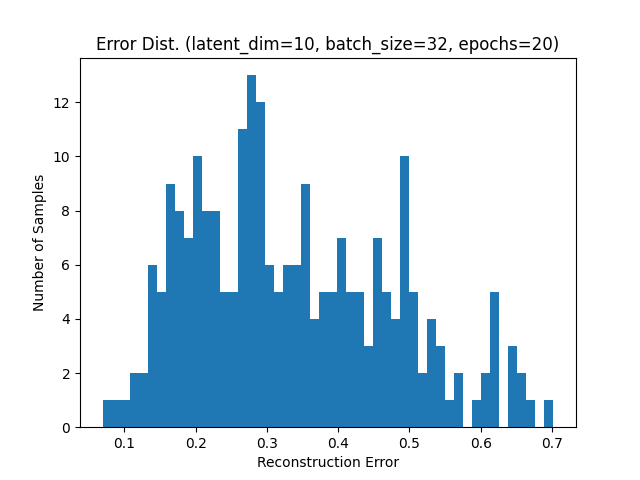 Error Dist. (latent_dim=10, batch_size=32, epochs=20)
12
10
8
6
4
2
0
Number of Samples
0.1 0.2 0.3 0.4 0.5 0.6 0.7
Reconstruction Error